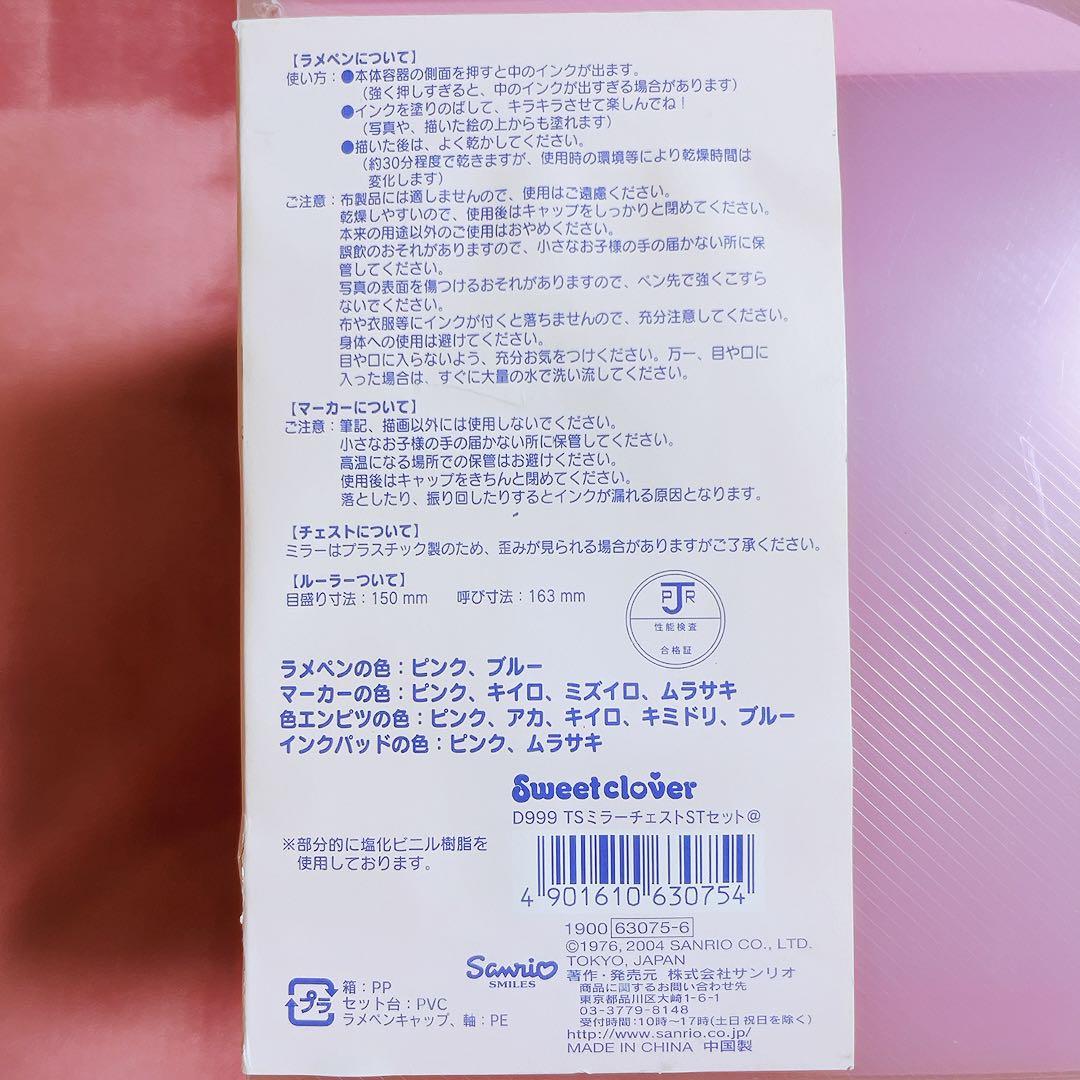 【ラメペンについて】
使い方：●本体容器の側面を押すと中のインクが出ます。
（強く押しすぎると、中のインクが出すぎる場合があります）
●インクを塗りのばして、キラキラさせて楽しんでね！
（写真や、描いた絵の上からも塗れます）
●描いた後は、よく乾かしてください。
（約30分程度で乾きますが、使用時の環境等により乾燥時間は
変化します）
ご注意：布製品には適しませんので、使用はご遠慮ください。
乾燥しやすいので、使用後はキャップをしっかりと閉めてください。
本来の用途以外のご使用はおやめください。
誤飲のおそれがありますので、小さなお子様の手の届かない所に保
管してください。
写真の表面を傷つけるおそれがありますので、ペン先で強くこすら
ないでください。
布や衣服等にインクが付くと落ちませんので、充分注意してください。
身体への使用は避けてください。
目や口に入らないよう、充分お気をつけください。万一、目や口に
入った場合は、すぐに大量の水で洗い流してください。
【マーカーについて】
ご注意：筆記、描画以外には使用しないでください。
小さなお子様の手の届かない所に保管してください。
高温になる場所での保管はお避けください。
使用後はキャップをきちんと閉めてください。
落としたり、振り回したりするとインクが漏れる原因となります。
【チェストについて】
ミラーはプラスチック製のため、歪みが見られる場合がありますがご了承ください。
【ルーラーついて】
目盛り寸法：150 mm 呼び寸法：163 mm
PJR
性能検査
合格証
ラメペンの色：ピンク、ブルー
マーカーの色：ピンク、キイロ、ミズイロ、ムラサキ
色エンピツの色：ピンク、アカ、キイロ、キミドリ、ブルー
インクパッドの色：ピンク、ムラサキ
Sweet clover
D999 TSミラーチェストSTセット@
※部分的に塩化ビニル樹脂を
使用しております。
4 901610 630754
1900 63075-6
©1976, 2004 SANRIO CO., LTD.
TOKYO, JAPAN
Sanrio
SMILES
著作・発売元 株式会社サンリオ
商品に関するお問い合わせ先
東京都品川区大崎1-6-1
03-3779-8148
受付時間：10時〜17時（土日 祝日を除く）
http://www.sanrio.co.jp/
MADE IN CHINA 中国製
プラ
箱：PP
セット台：PVC
ラメペンキャップ、軸：PE